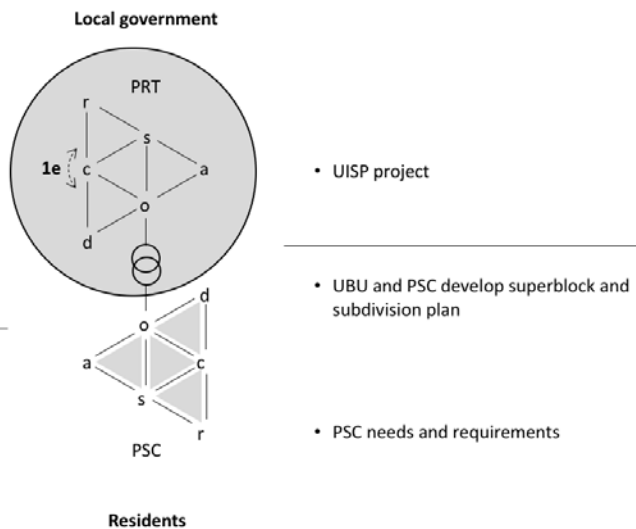 Local government
PRT
r
s
1e
c
a
o
d
• UISP project
• UBU and PSC develop superblock and
subdivision plan
d
o
a
c
s
r
PSC
• PSC needs and requirements
Residents